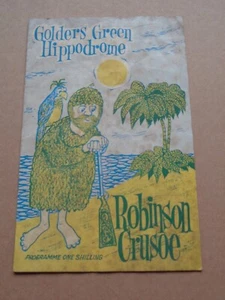 Golders Green
Hippodrome
Robinson
Crusoe
PROGRAMME ONE SHILLING